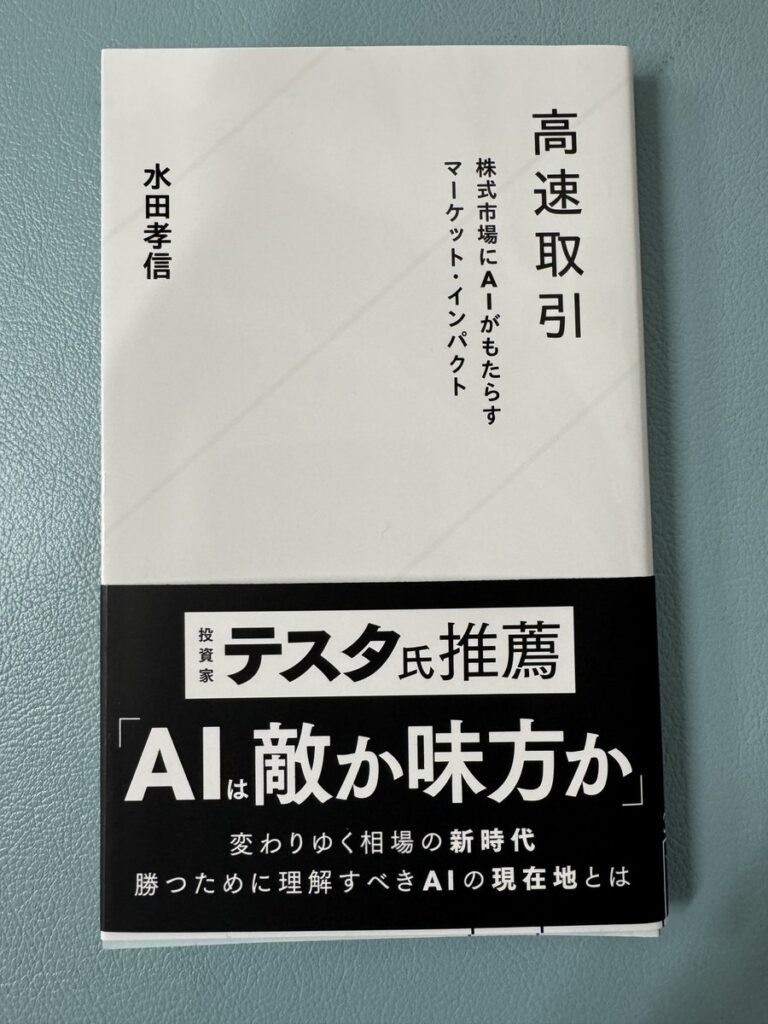 高速取引
株式市場にAIがもたらす
マーケット・インパクト
水田孝信
投資家
テスタ氏推薦
「AIは敵か味方か」
変わりゆく相場の新時代
勝つために理解すべきAIの現在地とは